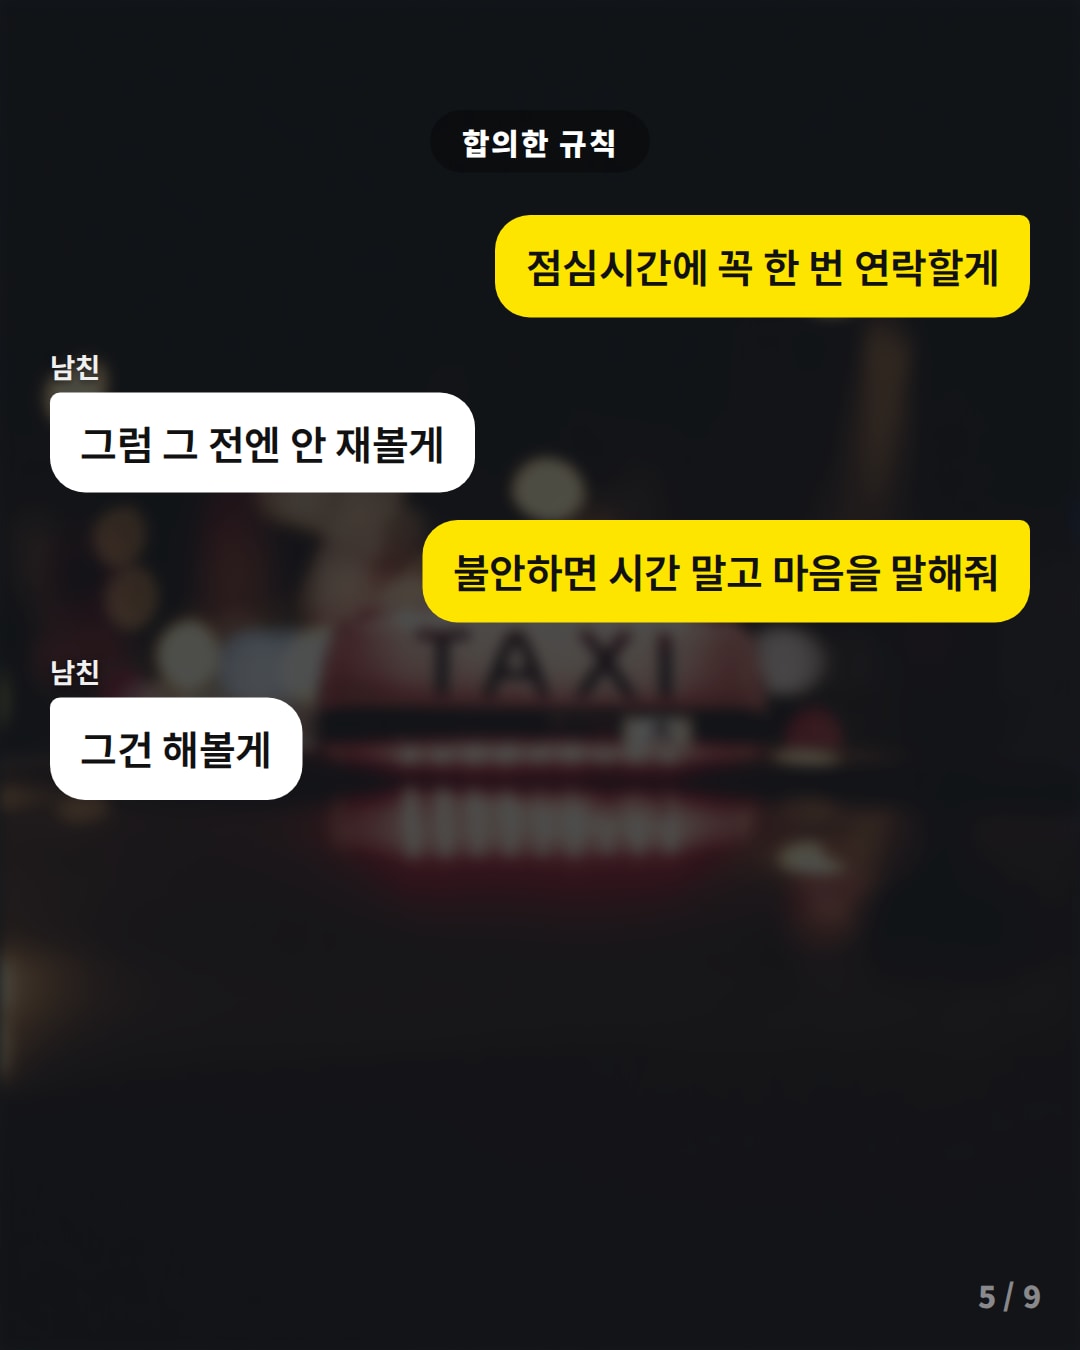 합의한 규칙
점심시간에 꼭 한 번 연락할게
남친
그럼 그 전엔 안 재볼게
불안하면 시간 말고 마음을 말해줘
TAXI
남친
그건 해볼게
5 / 9